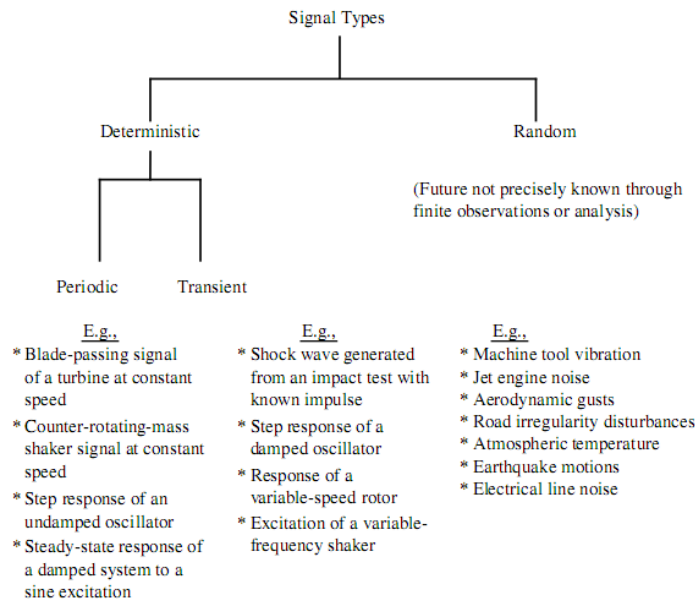 Signal Types
Deterministic
Random
(Future not precisely known through
finite observations or analysis)
Periodic
Transient
E.g.,
* Blade-passing signal
of a turbine at constant
speed
* Counter-rotating-mass
shaker signal at constant
speed
* Step response of an
undamped oscillator
* Steady-state response of
a damped system to a
sine excitation
E.g.,
* Shock wave generated
from an impact test with
known impulse
* Step response of a
damped oscillator
* Response of a
variable-speed rotor
* Excitation of a variable-
frequency shaker
E.g.,
* Machine tool vibration
* Jet engine noise
* Aerodynamic gusts
* Road irregularity disturbances
* Atmospheric temperature
* Earthquake motions
* Electrical line noise